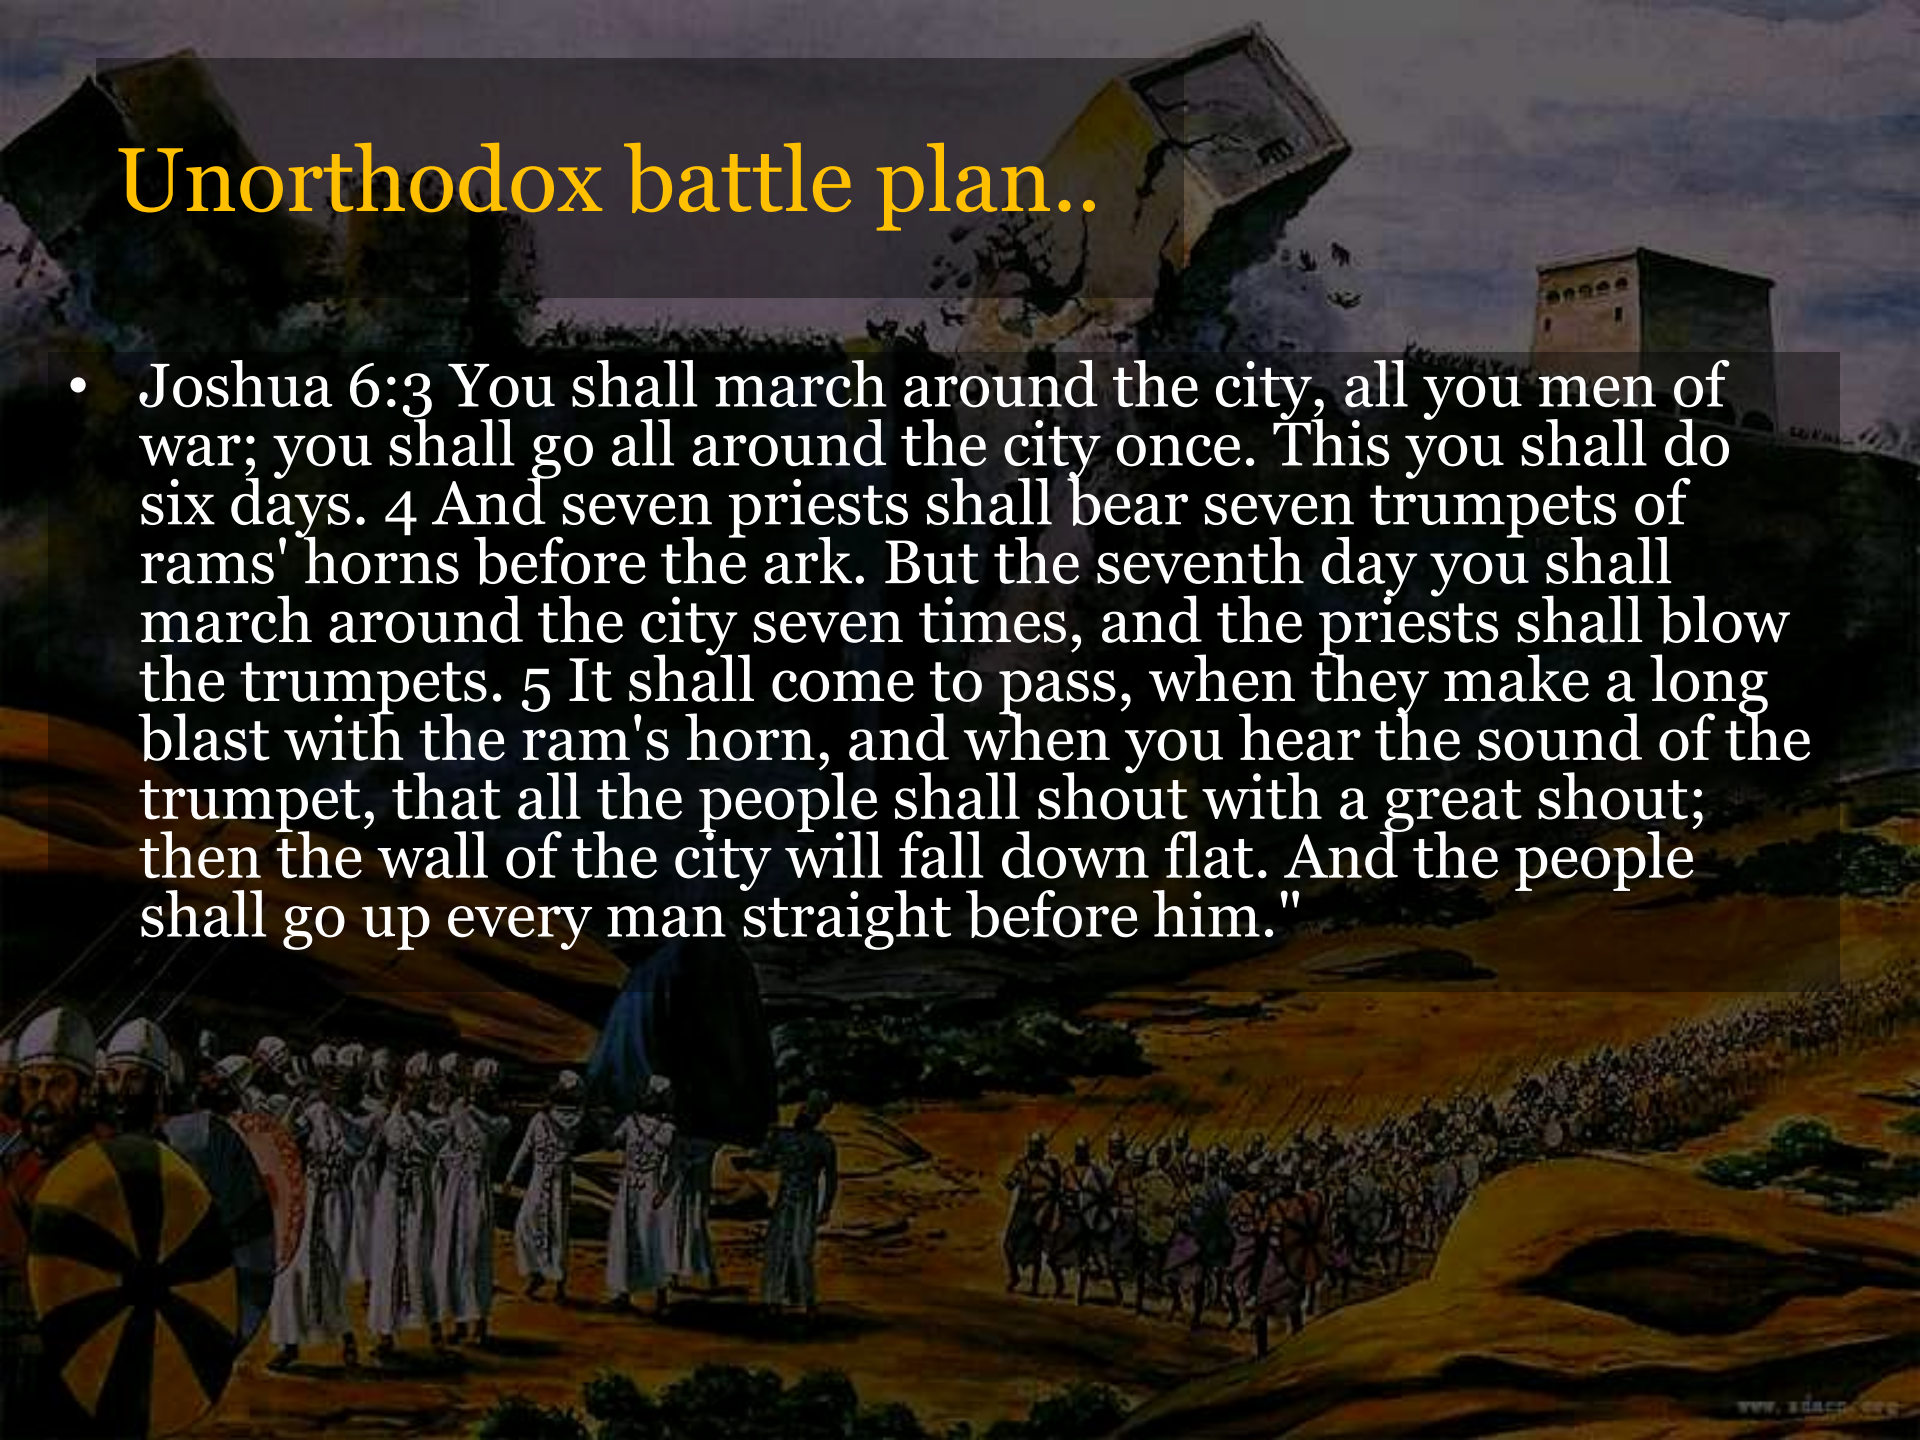 Unorthodox battle plan..
• Joshua 6:3 You shall march around the city, all you men of
war; you shall go all around the city once. This you shall do
six days. 4 And seven priests shall bear seven trumpets of
rams' horns before the ark. But the seventh day you shall
march around the city seven times, and the priests shall blow
the trumpets. 5 It shall come to pass, when they make a long
blast with the ram's horn, and when you hear the sound of the
trumpet, that all the people shall shout with a great shout;
then the wall of the city will fall down flat. And the people
shall go up every man straight before him."